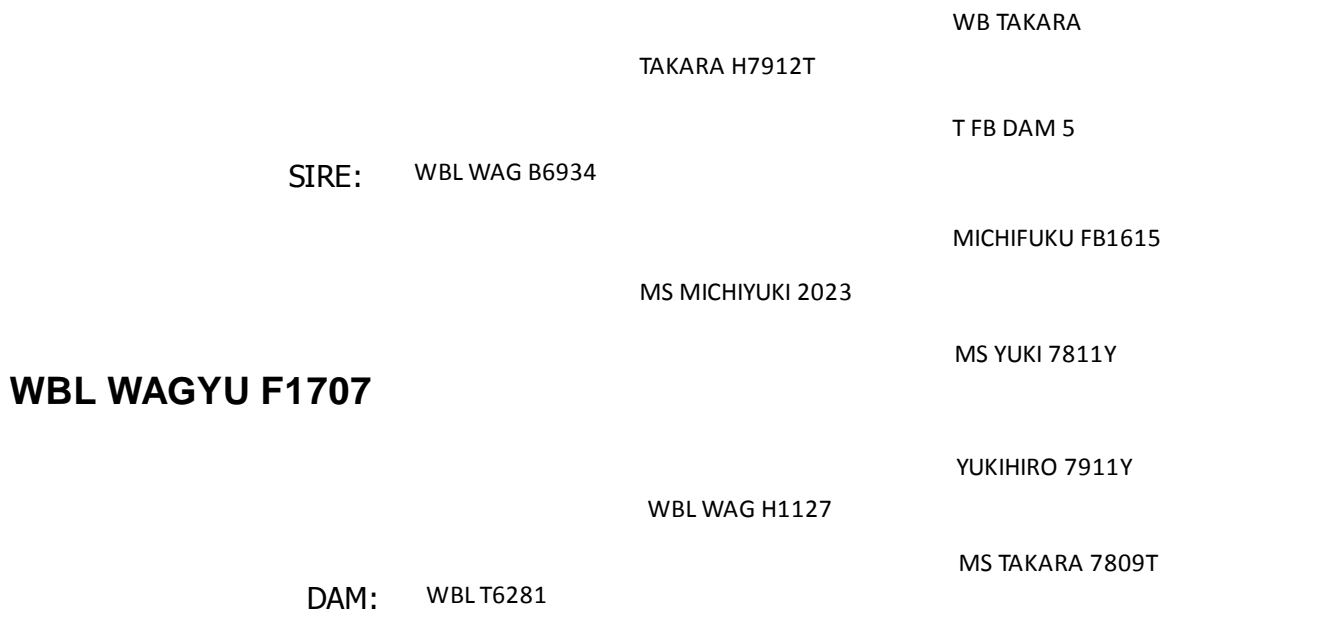 WB TAKARA
TAKARA H7912T
T FB DAM 5
SIRE: WBL WAG B6934
MICHIFUKU FB1615
MS MICHIYUKI 2023
MS YUKI 7811Y
WBL WAGYU F1707
YUKIHIRO 7911Y
WBL WAG H1127
MS TAKARA 7809T
DAM: WBL T6281